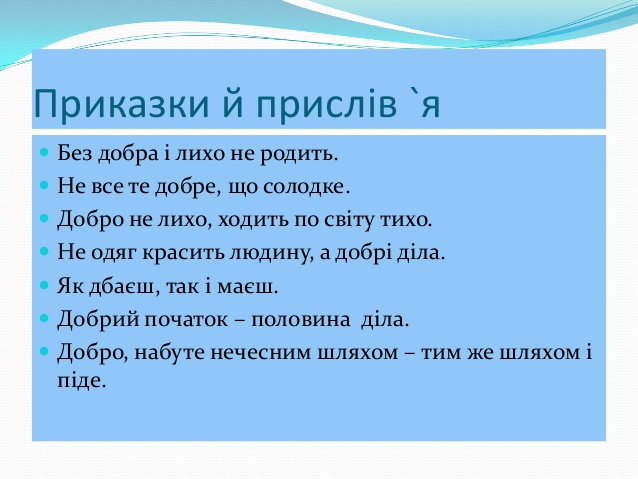 Приказки й прислів `я
Без добра і лихо не родить.
Не все те добре, що солодке.
Добро не лихо, ходить по світу тихо.
Не одяг красить людину, а добрі діла.
Як дбаєш, так і маєш.
Добрий початок – половина  діла.
Добро, набуте нечесним шляхом – тим же шляхом і
піде.